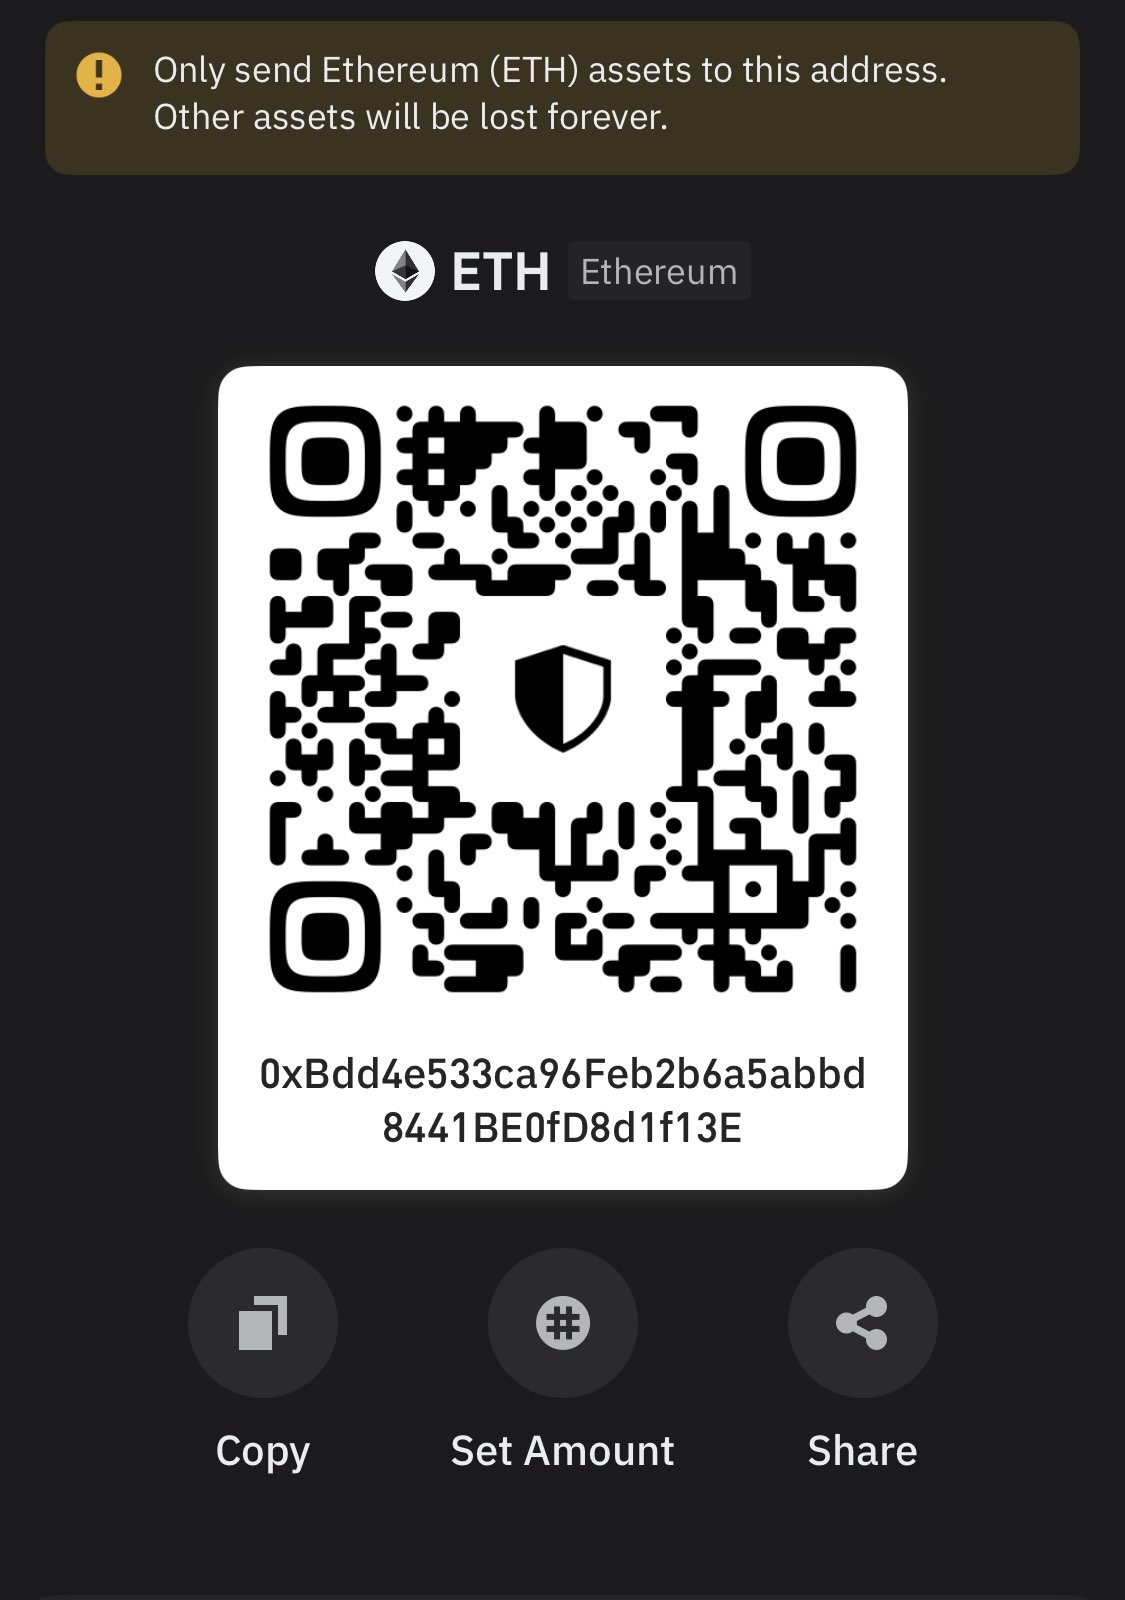 Only send Ethereum (ETH) assets to this address.
Other assets will be lost forever.
ETH Ethereum
0xBdd4e533ca96Feb2b6a5abbd
8441BE0fD8d1f13E
Copy Set Amount Share